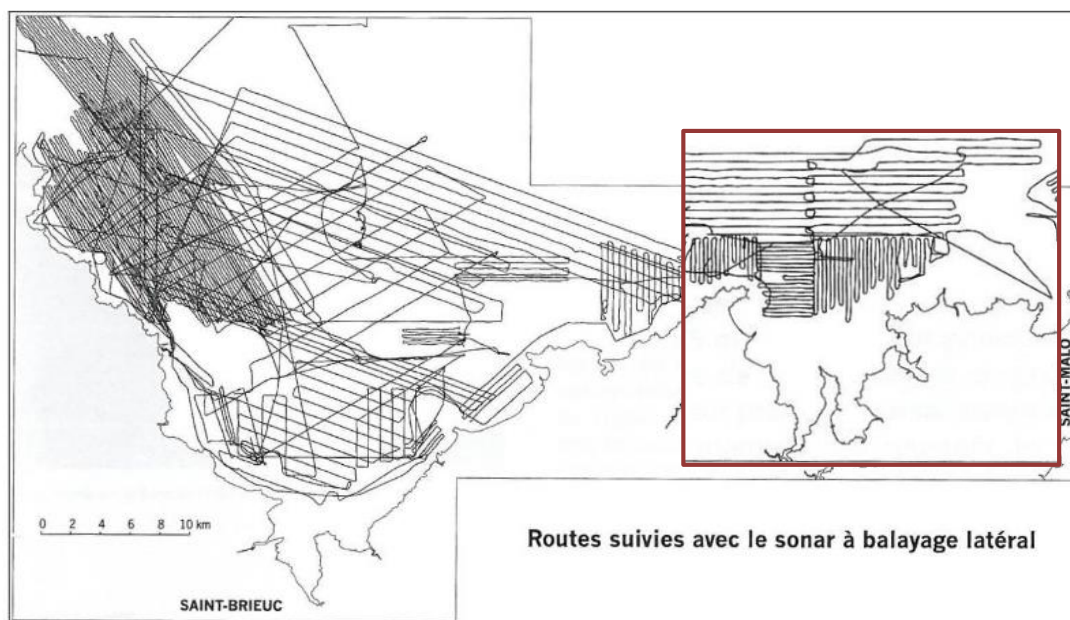 SAINT-MALO
0 2 4 6 8 10 km
Routes suivies avec le sonar à balayage latéral
SAINT-BRIEUC